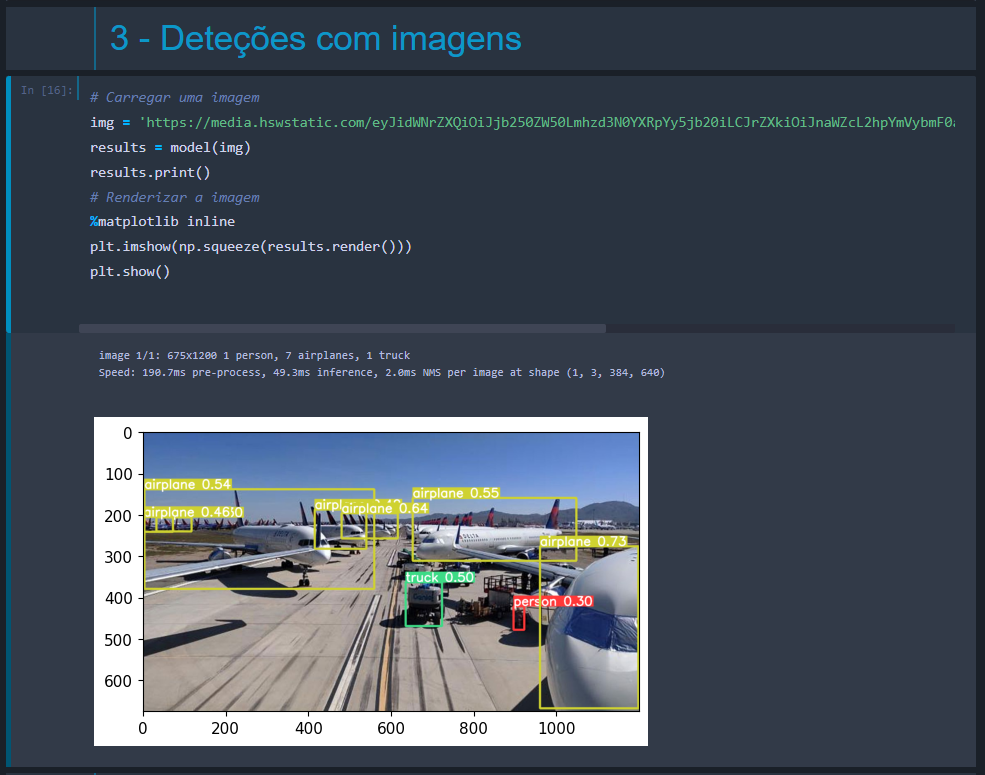 3 - Deteções com imagens
In [16]:
# Carregar uma imagem
img = 'https://media.hswstatic.com/eyJidWNrZXQiOiJjb250ZW50Lmhzd3N0YXRpYy5jb20iLCJrZXkiOiJnaWZcL2hpYmVybmF0a
results = model(img)
results.print()
# Renderizar a imagem
%matplotlib inline
plt.imshow(np.squeeze(results.render()))
plt.show()
image 1/1: 675x1200 1 person, 7 airplanes, 1 truck
Speed: 190.7ms pre-process, 49.3ms inference, 2.0ms NMS per image at shape (1, 3, 384, 640)
0
100
200
300
400
500
600
airplane 0.54
airplane 0.55
airplane 0.46
airplane 0.64
airplane 0.73
truck 0.50
person 0.30
0 200 400 600 800 1000